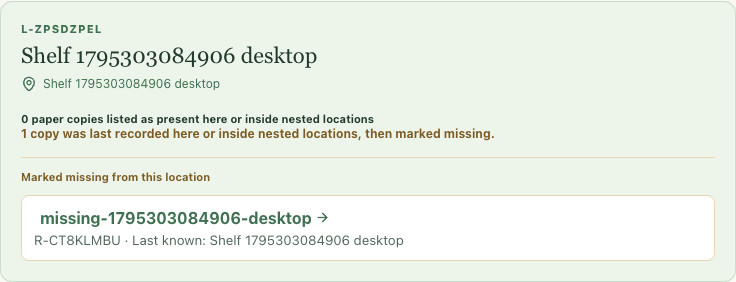 L-ZPSDZPEL
Shelf 1795303084906 desktop
Shelf 1795303084906 desktop
0 paper copies listed as present here or inside nested locations
1 copy was last recorded here or inside nested locations, then marked missing.
Marked missing from this location
missing-1795303084906-desktop →
R-CT8KLMBU · Last known: Shelf 1795303084906 desktop